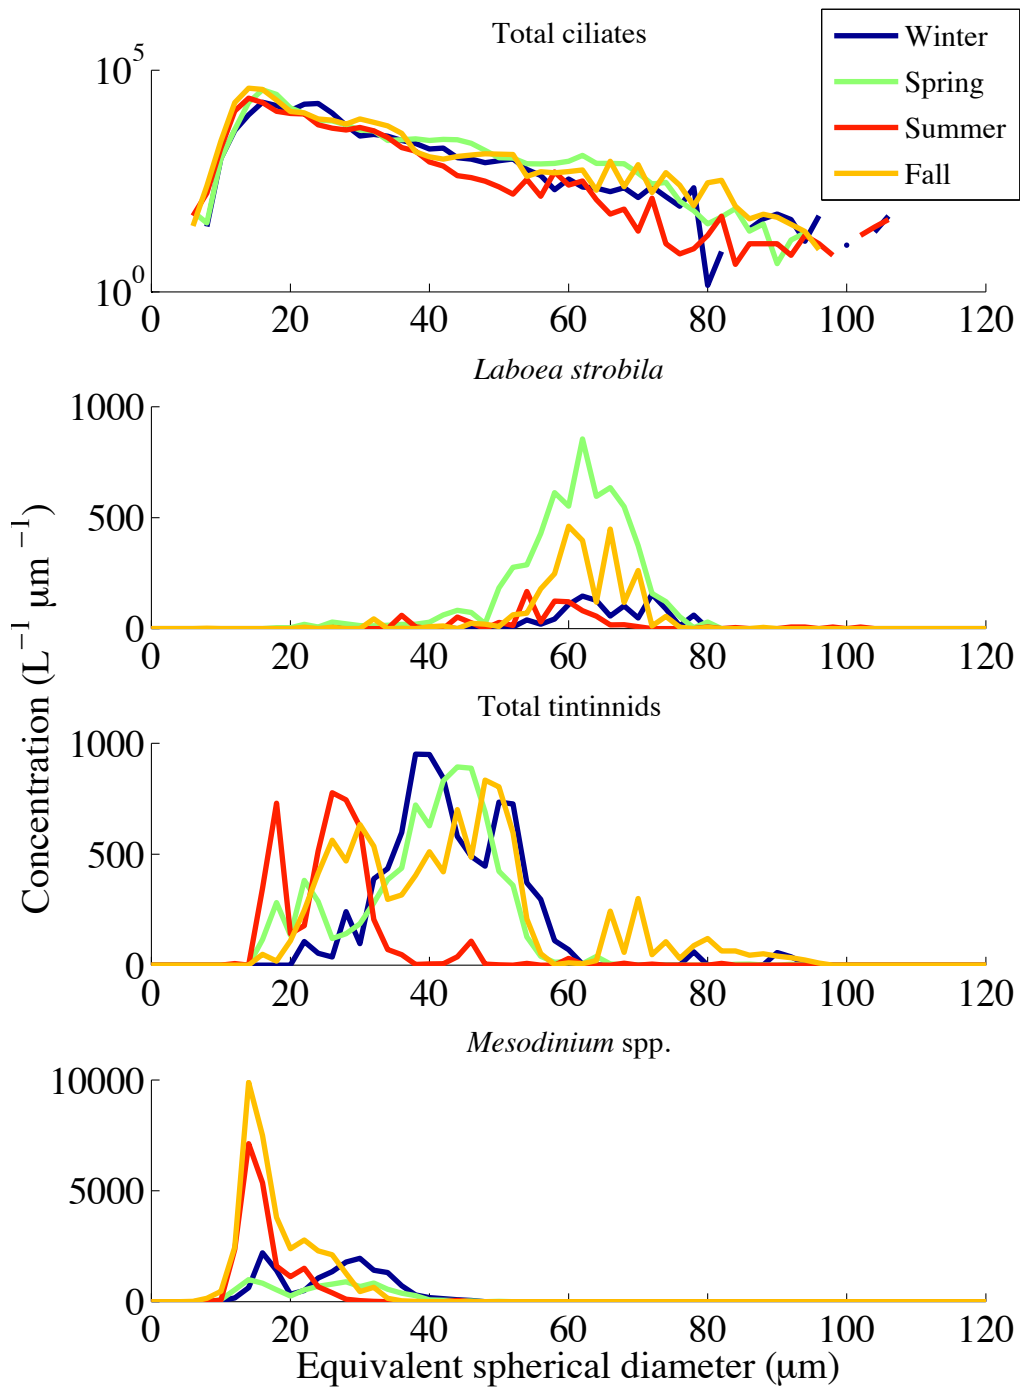 Total ciliates
Winter
Spring
Summer
Fall
10^5
10^0
0 20 40 60 80 100 120
Laboea strobila
1000
500
0
0 20 40 60 80 100 120
Total tintinnids
1000
500
0
0 20 40 60 80 100 120
Mesodinium spp.
10000
5000
0
0 20 40 60 80 100 120
Concentration (L⁻¹ μm⁻¹)
Equivalent spherical diameter (μm)